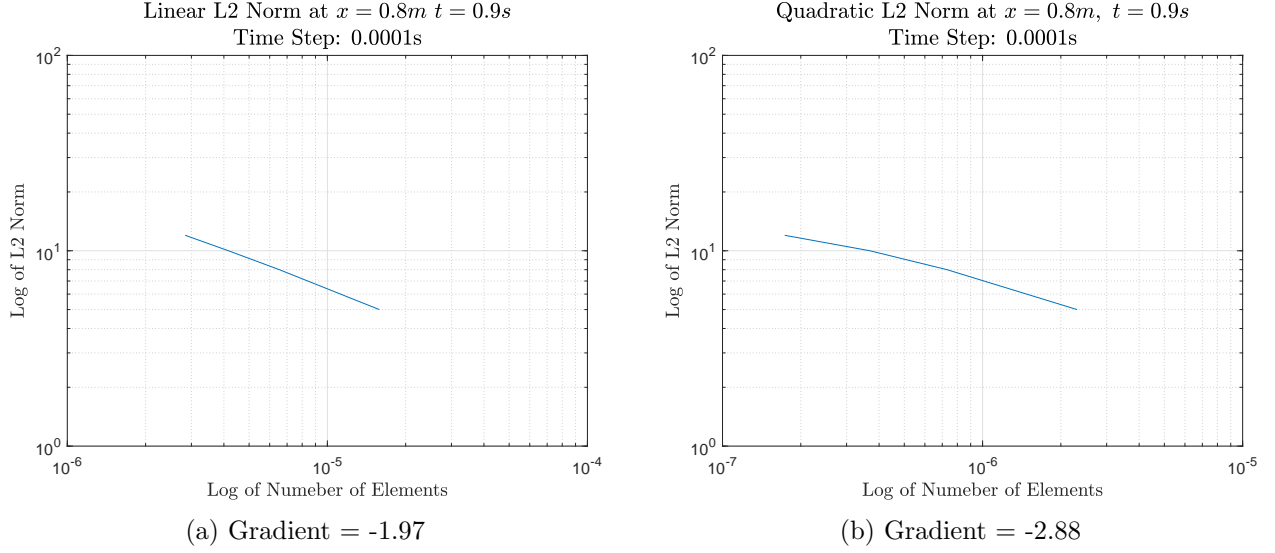 Linear L2 Norm at x = 0.8m t = 0.9s
Time Step: 0.0001s
10^2
10^1
10^0
Log of L2 Norm
10^-6
10^-5
10^-4
Log of Numeber of Elements
(a) Gradient = -1.97
Quadratic L2 Norm at x = 0.8m, t = 0.9s
Time Step: 0.0001s
10^2
10^1
10^0
Log of L2 Norm
10^-7
10^-6
10^-5
Log of Numeber of Elements
(b) Gradient = -2.88